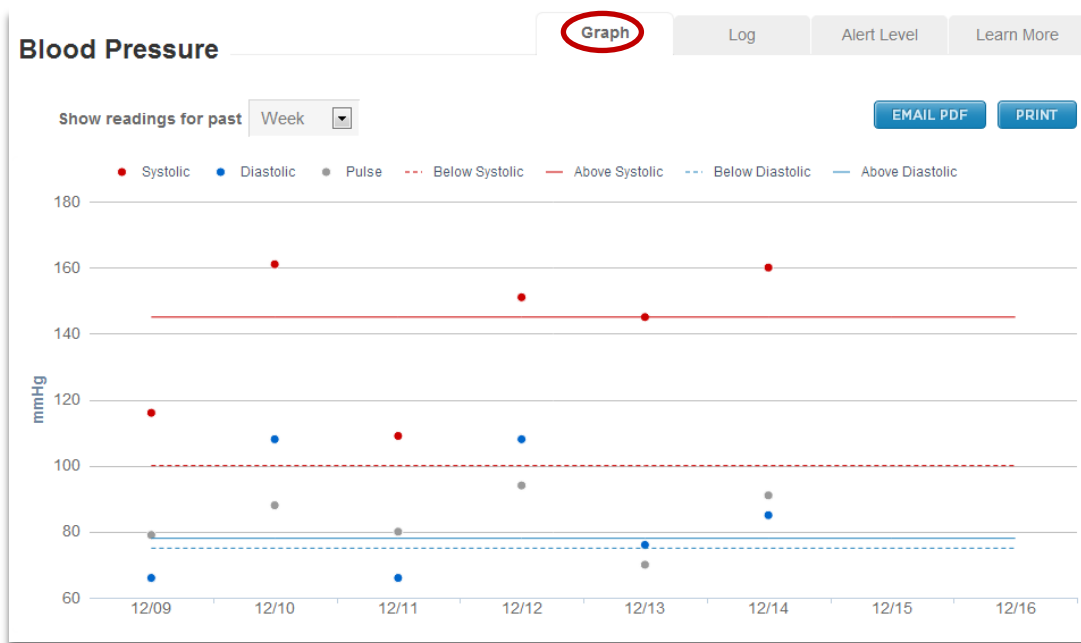 Blood Pressure
Graph Log Alert Level Learn More
Show readings for past Week
EMAIL PDF PRINT
Systolic Diastolic Pulse Below Systolic Above Systolic Below Diastolic Above Diastolic
180
160
140
120
100
80
60
mmHg
12/09 12/10 12/11 12/12 12/13 12/14 12/15 12/16